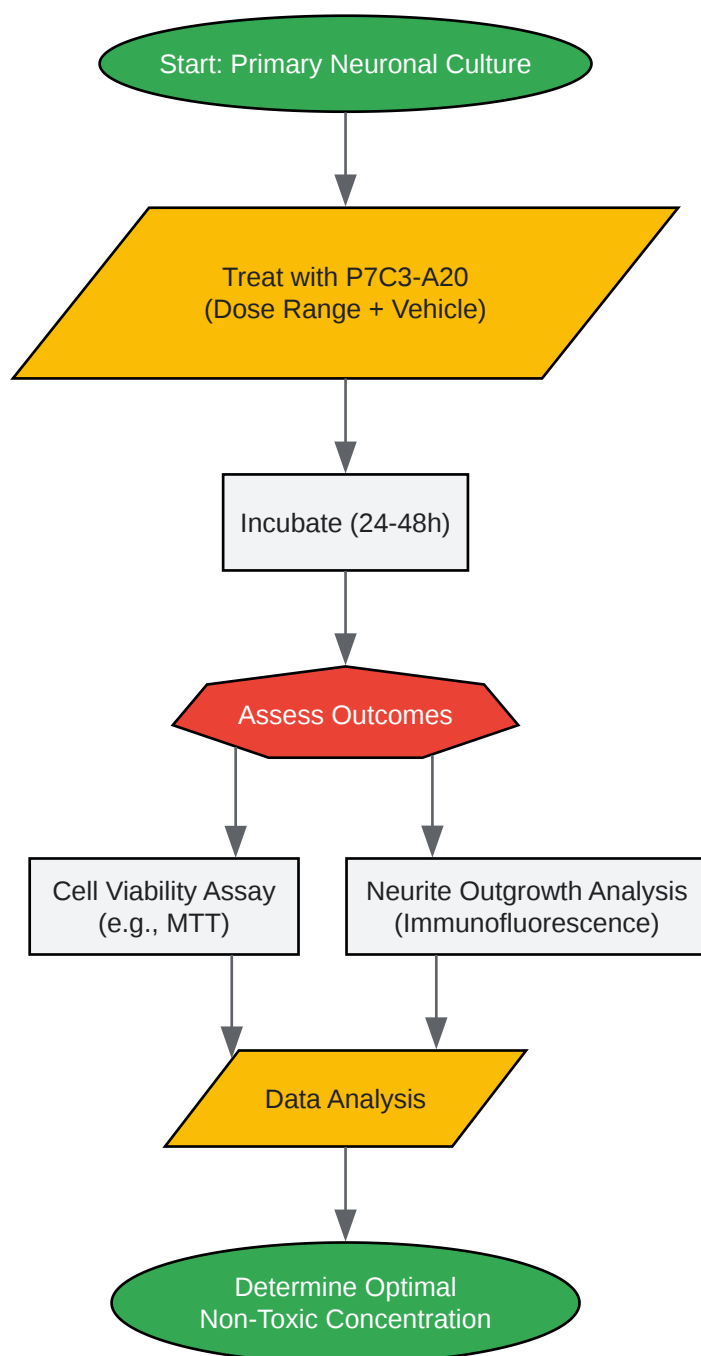 Start: Primary Neuronal Culture
Treat with P7C3-A20
(Dose Range + Vehicle)
Incubate (24-48h)
Assess Outcomes
Cell Viability Assay
(e.g., MTT)
Neurite Outgrowth Analysis
(Immunofluorescence)
Data Analysis
Determine Optimal
Non-Toxic Concentration